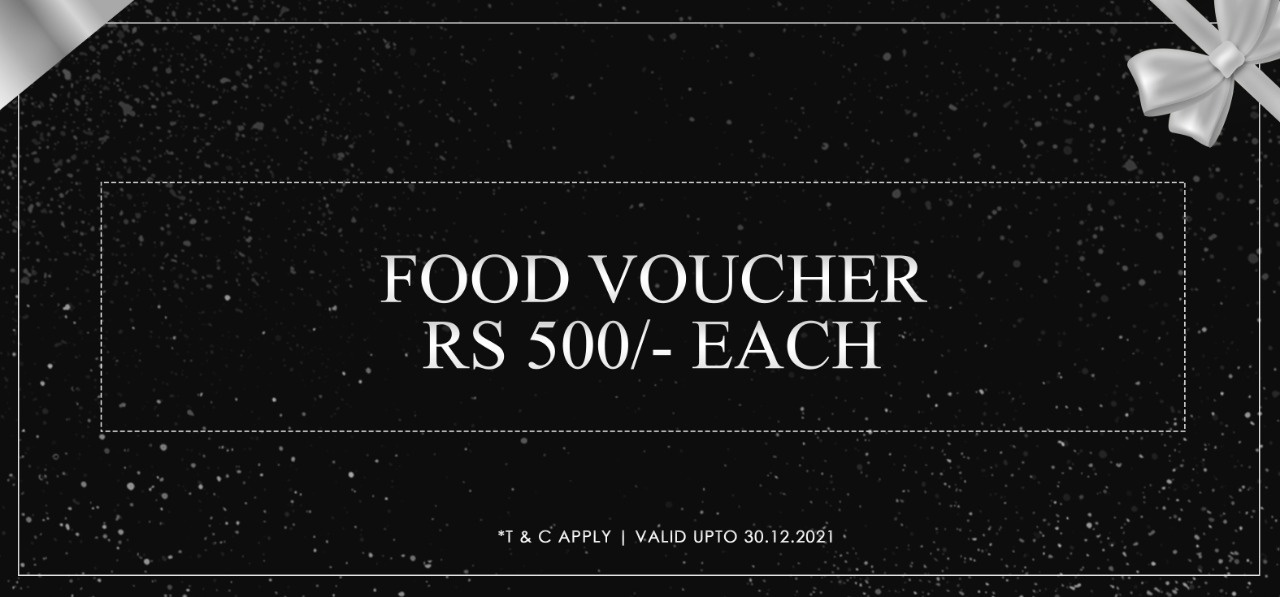 FOOD VOUCHER
RS 500/- EACH
*T & C APPLY | VALID UPTO 30.12.2021